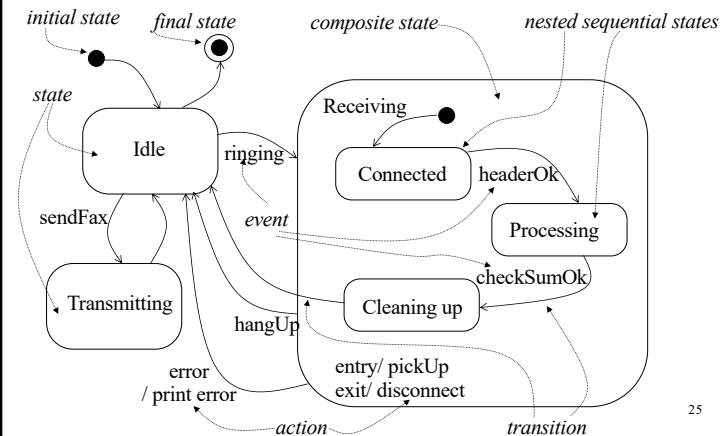 initial state
final state
composite state
nested sequential states
state
Receiving
Idle
ringing
Connected
headerOk
sendFax
event
Processing
checkSumOk
Transmitting
Cleaning up
hangUp
error
/ print error
entry/ pickUp
exit/ disconnect
action
transition
25